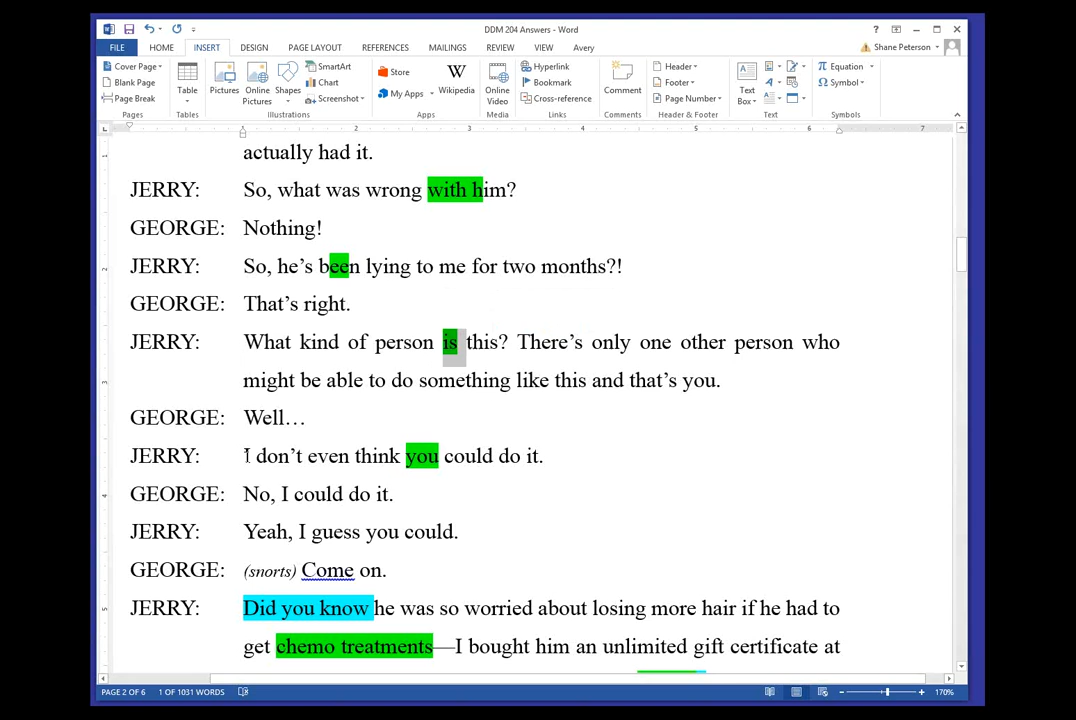 DDM 204 Answers - Word
? 
FILE HOME INSERT DESIGN PAGE LAYOUT REFERENCES MAILINGS REVIEW VIEW Avery Shane Peterson
Cover Page
Blank Page
Page Break
Pages
Table
Tables
Pictures
Online Pictures
Shapes
SmartArt
Chart
Screenshot
Illustrations
Store
My Apps
W
Wikipedia
Apps
Online Video
Media
Hyperlink
Bookmark
Cross-reference
Links
Comment
Comments
Header
Footer
Page Number
Header & Footer
Text Box
Text
π Equation
Ω Symbol
Symbols
1 2 3 4 5 6 7
actually had it.
JERRY: So, what was wrong with him?
GEORGE: Nothing!
JERRY: So, he’s been lying to me for two months?!
GEORGE: That’s right.
JERRY: What kind of person is this? There’s only one other person who
might be able to do something like this and that’s you.
GEORGE: Well…
JERRY: I don’t even think you could do it.
GEORGE: No, I could do it.
JERRY: Yeah, I guess you could.
GEORGE: (snorts) Come on.
JERRY: Did you know he was so worried about losing more hair if he had to
get chemo treatments—I bought him an unlimited gift certificate at
PAGE 2 OF 6 1 OF 1031 WORDS 170%